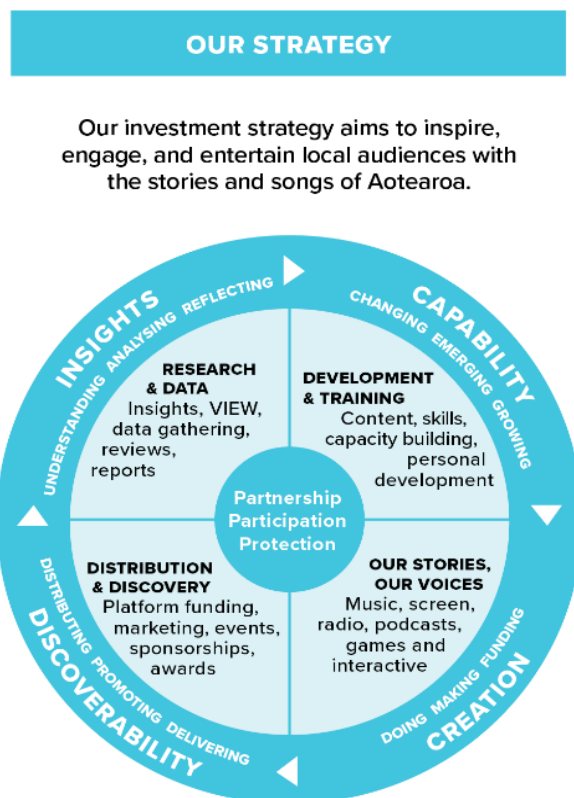 OUR STRATEGY
Our investment strategy aims to inspire,
engage, and entertain local audiences with
the stories and songs of Aotearoa.
INSIGHTS
UNDERSTANDING ANALYSING REFLECTING
CAPABILITY
CHANGING EMERGING GROWING
RESEARCH
& DATA
Insights, VIEW,
data gathering,
reviews,
reports
DEVELOPMENT
& TRAINING
Content, skills,
capacity building,
personal
development
Partnership
Participation
Protection
DISTRIBUTION
& DISCOVERY
Platform funding,
marketing, events,
sponsorships,
awards
OUR STORIES,
OUR VOICES
Music, screen,
radio, podcasts,
games and
interactive
DISTRIBUTING PROMOTING DELIVERING
DISCOVERABILITY
DOING MAKING FUNDING
CREATION